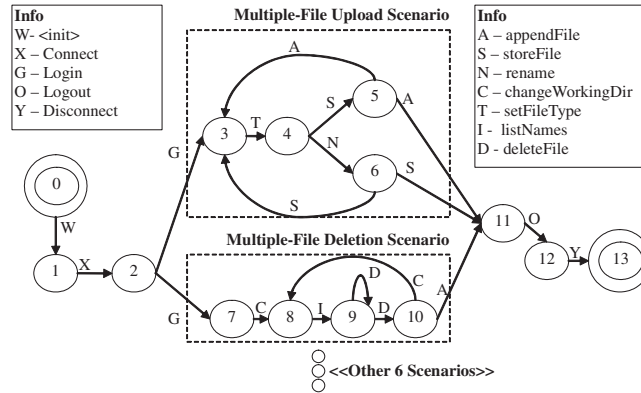 Info
W- <init>
X – Connect
G – Login
O – Logout
Y – Disconnect
Multiple-File Upload Scenario
Info
A – appendFile
S – storeFile
N – rename
C – changeWorkingDir
T – setFileType
I - listNames
D - deleteFile
A
S
5
A
3
T
4
N
6
S
S
G
0
W
1
X
2
11
O
12
Y
13
Multiple-File Deletion Scenario
G
7
C
8
I
9
D
D
10
C
A
<<Other 6 Scenarios>>